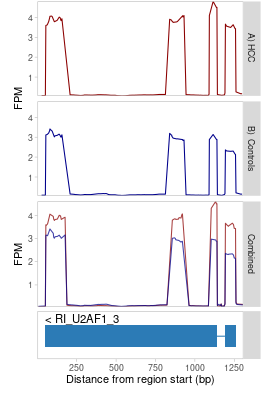 4
3
2
1
FPM
A) HCC
4
3
2
1
B). Controls
4
3
2
1
FPM
Combined
< RI_U2AF1_3
250 500 750 1000 1250
Distance from region start (bp)